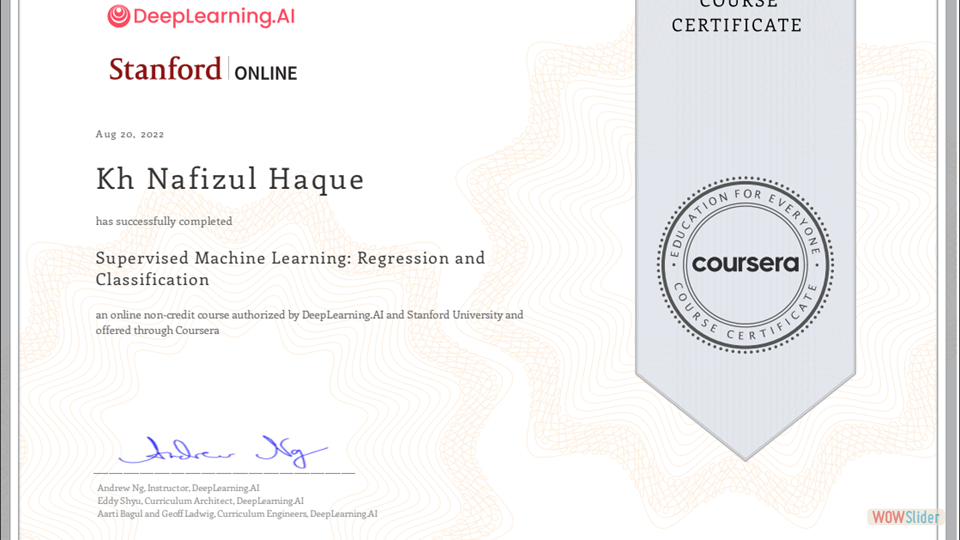 DeepLearning.AI
Stanford ONLINE
Aug 20, 2022
Kh Nafizul Haque
has successfully completed
Supervised Machine Learning: Regression and
Classification
an online non-credit course authorized by DeepLearning.AI and Stanford University and
offered through Coursera
Andrew Ng
Andrew Ng, Instructor, DeepLearning.AI
Eddy Shyu, Curriculum Architect, DeepLearning.AI
Aarti Bagul and Geoff Ladwig, Curriculum Engineers, DeepLearning.AI
COURSE
CERTIFICATE
EDUCATION FOR EVERYONE
coursera
COURSE CERTIFICATE
WOWSlider